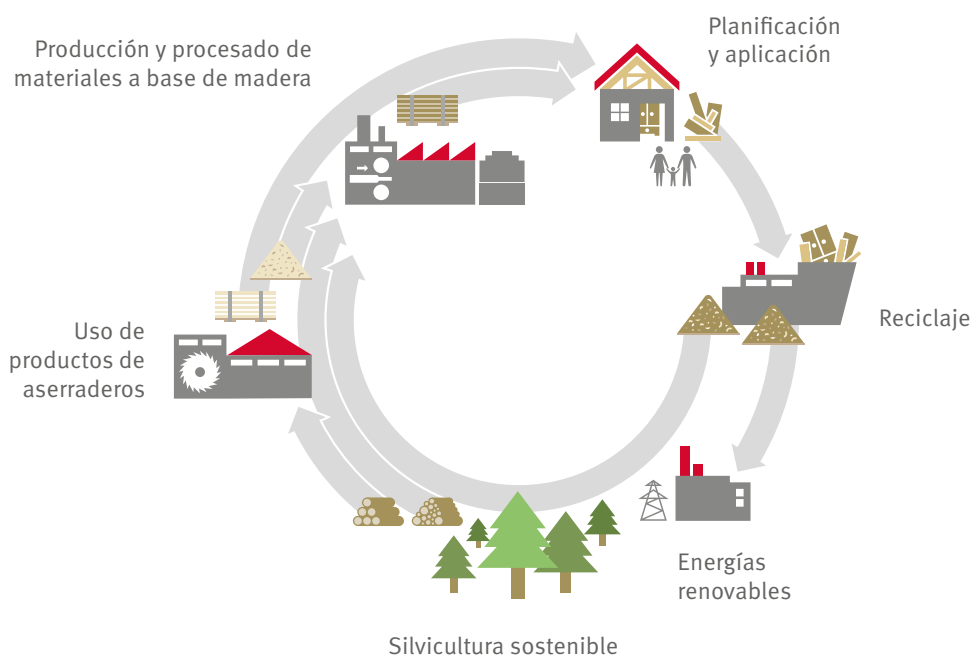 Planificación
y aplicación
Producción y procesado de
materiales a base de madera
Uso de
productos de
aserraderos
Reciclaje
Energías
renovables
Silvicultura sostenible